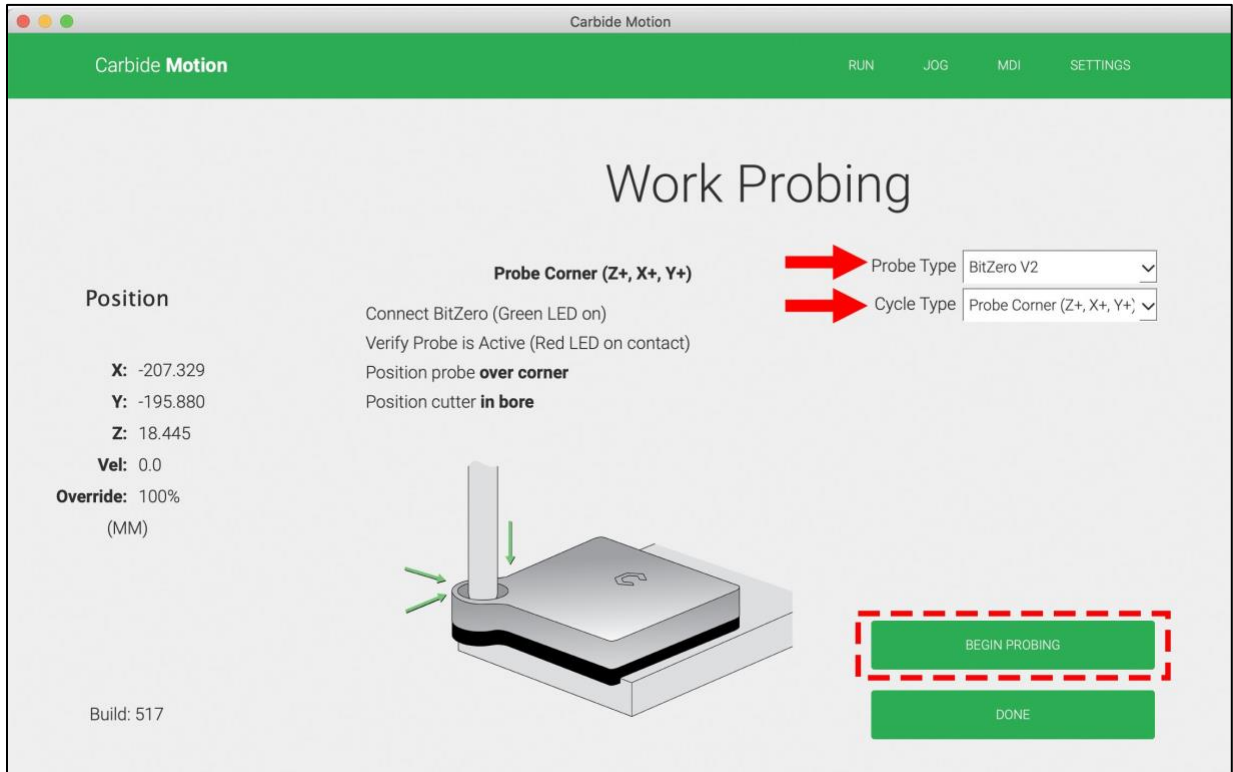 Carbide Motion
Carbide Motion
RUN JOG MDI SETTINGS
Work Probing
Probe Type BitZero V2
Cycle Type Probe Corner (Z+, X+, Y+)
Probe Corner (Z+, X+, Y+)
Connect BitZero (Green LED on)
Verify Probe is Active (Red LED on contact)
Position probe over corner
Position cutter in bore
Position
X: -207.329
Y: -195.880
Z: 18.445
Vel: 0.0
Override: 100%
(MM)
BEGIN PROBING
DONE
Build: 517